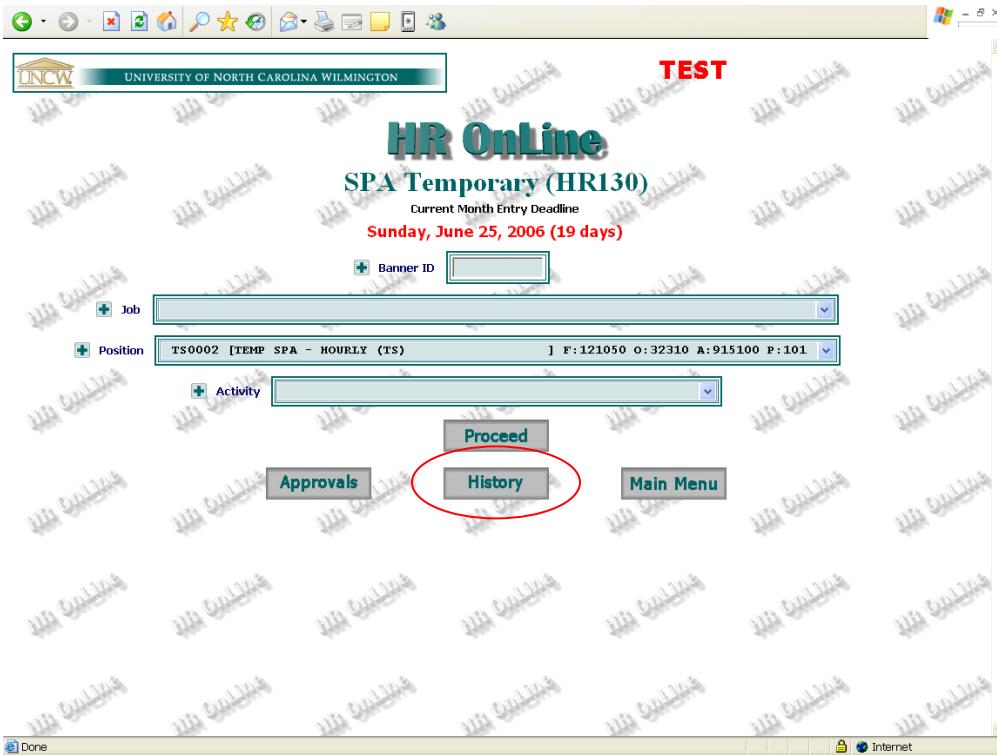 UNCW UNIVERSITY OF NORTH CAROLINA WILMINGTON
TEST
HR OnLine
SPA Temporary (HR130)
Current Month Entry Deadline
Sunday, June 25, 2006 (19 days)
Banner ID
Job
Position TS0002 [TEMP SPA - HOURLY (TS) ] F:121050 O:32310 A:915100 P:101
Activity
Proceed
Approvals History Main Menu
Done Internet